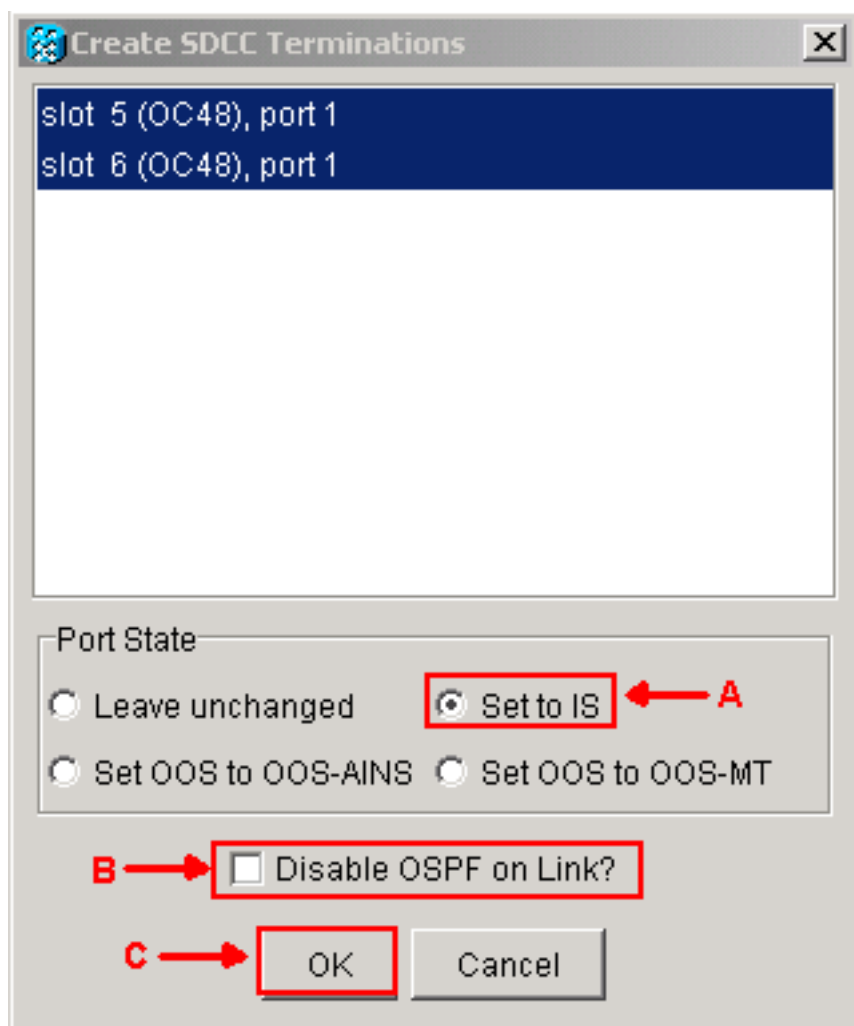 Create SDCC Terminations
slot 5 (OC48), port 1
slot 6 (OC48), port 1
Port State
Leave unchanged Set to IS A
Set OOS to OOS-AINS Set OOS to OOS-MT
B Disable OSPF on Link?
C OK Cancel